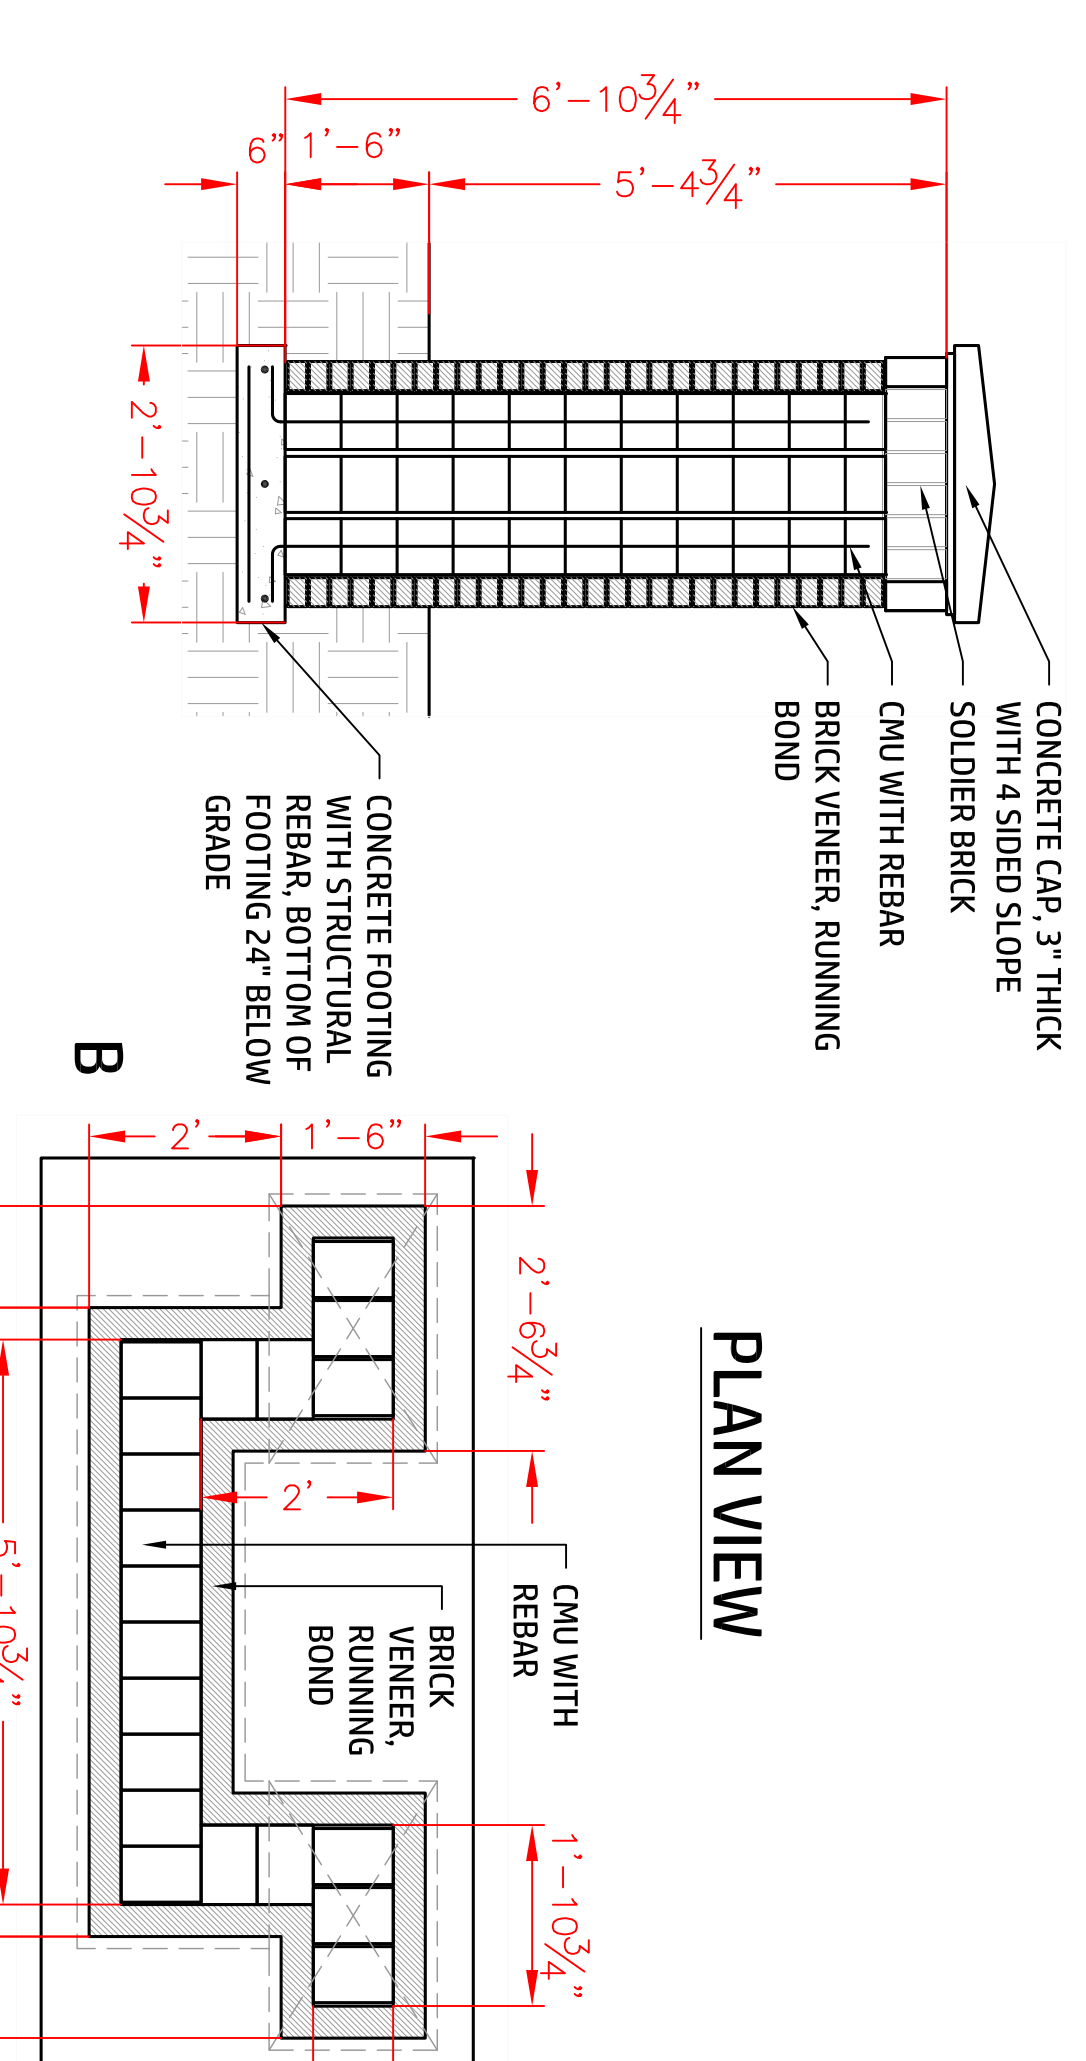 CONCRETE CAP, 3" THICK
WITH 4 SIDED SLOPE
SOLDIER BRICK
CMU WITH REBAR
BRICK VENEER, RUNNING
BOND
6'-10¾"
5'-4¾"
1'-6"
6"
2'-10¾"
CONCRETE FOOTING
WITH STRUCTURAL
REBAR, BOTTOM OF
FOOTING 24" BELOW
GRADE
B
PLAN VIEW
2'-6¾"
1'-10¾"
CMU WITH
REBAR
BRICK
VENEER,
RUNNING
BOND
1'-6"
2'
2'
5'-10¾"